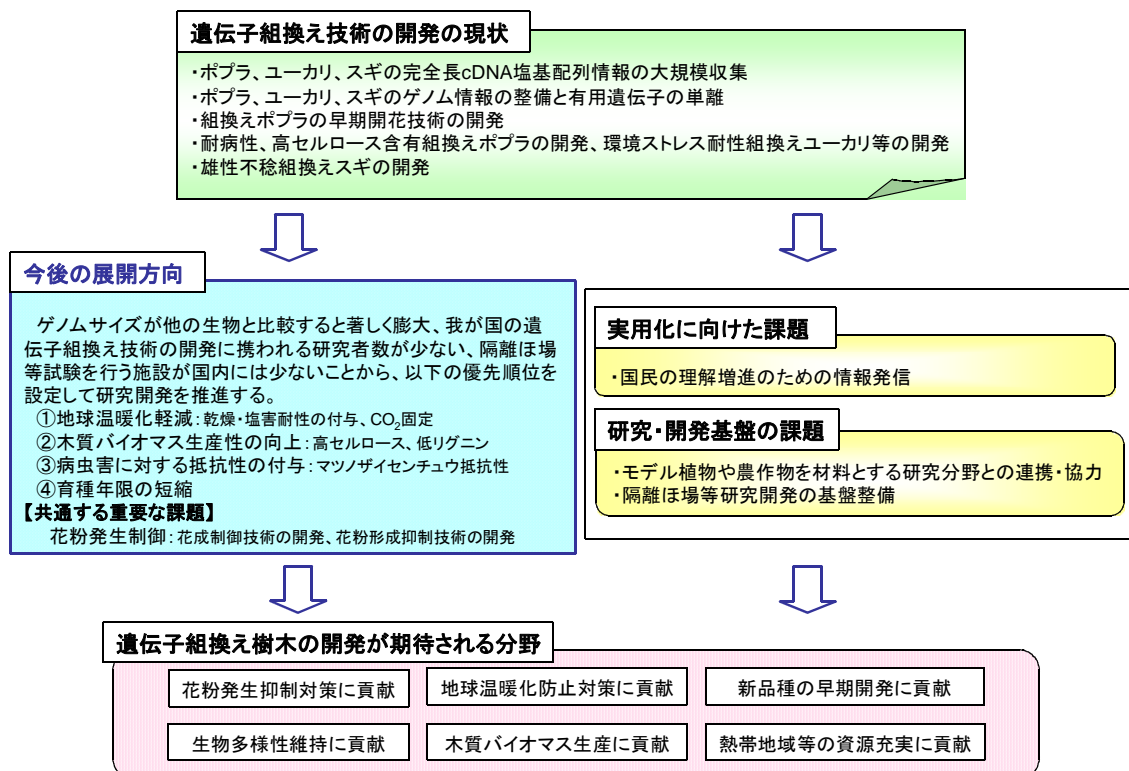 遺伝子組換え技術の開発の現状
・ポプラ、ユーカリ、スギの完全長cDNA塩基配列情報の大規模収集
・ポプラ、ユーカリ、スギのゲノム情報の整備と有用遺伝子の単離
・組換えポプラの早期開花技術の開発
・耐病性、高セルロース含有組換えポプラの開発、環境ストレス耐性組換えユーカリ等の開発
・雄性不稔組換えスギの開発
今後の展開方向
ゲノムサイズが他の生物と比較すると著しく膨大、我が国の遺
伝子組換え技術の開発に携われる研究者数が少ない、隔離ほ場
等試験を行う施設が国内には少ないことから、以下の優先順位を
設定して研究開発を推進する。
①地球温暖化軽減：乾燥・塩害耐性の付与、CO₂固定
②木質バイオマス生産性の向上：高セルロース、低リグニン
③病虫害に対する抵抗性の付与：マツノザイセンチュウ抵抗性
④育種年限の短縮
【共通する重要な課題】
花粉発生制御：花成制御技術の開発、花粉形成抑制技術の開発
実用化に向けた課題
・国民の理解増進のための情報発信
研究・開発基盤の課題
・モデル植物や農作物を材料とする研究分野との連携・協力
・隔離ほ場等研究開発の基盤整備
遺伝子組換え樹木の開発が期待される分野
花粉発生抑制対策に貢献
地球温暖化防止対策に貢献
新品種の早期開発に貢献
生物多様性維持に貢献
木質バイオマス生産に貢献
熱帯地域等の資源充実に貢献